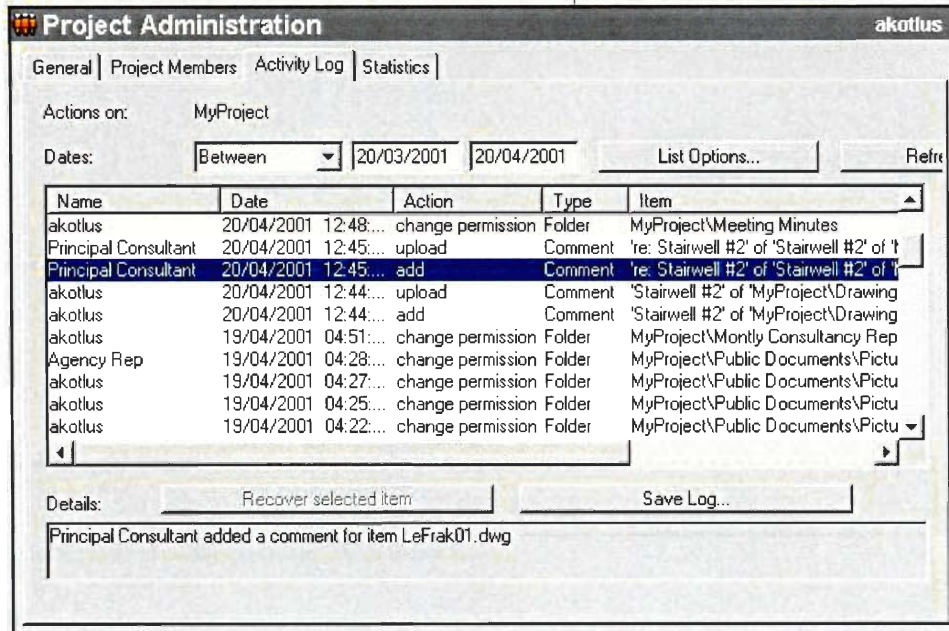 Project Administration akotlus
General Project Members Activity Log Statistics
Actions on: MyProject
Dates: Between 20/03/2001 20/04/2001 List Options... Refre
Name Date Action Type Item
akotlus 20/04/2001 12:48:... change permission Folder MyProject\Meeting Minutes
Principal Consultant 20/04/2001 12:45:... upload Comment 're: Stairwell #2' of 'Stairwell #2' of 'M
Principal Consultant 20/04/2001 12:45... add Comment 're: Stairwell #2' of 'Stairwell #2' of 'M
akotlus 20/04/2001 12:44:... upload Comment 'Stairwell #2' of 'MyProject\Drawing
akotlus 20/04/2001 12:44:... add Comment 'Stairwell #2' of 'MyProject\Drawing
akotlus 19/04/2001 04:51:... change permission Folder MyProject\Montly Consultancy Rep
Agency Rep 19/04/2001 04:28:... change permission Folder MyProject\Public Documents\Pictu
akotlus 19/04/2001 04:27:... change permission Folder MyProject\Public Documents\Pictu
akotlus 19/04/2001 04:25:... change permission Folder MyProject\Public Documents\Pictu
akotlus 19/04/2001 04:22:... change permission Folder MyProject\Public Documents\Pictu
Details: Recover selected item Save Log...
Principal Consultant added a comment for item LeFrak01.dwg